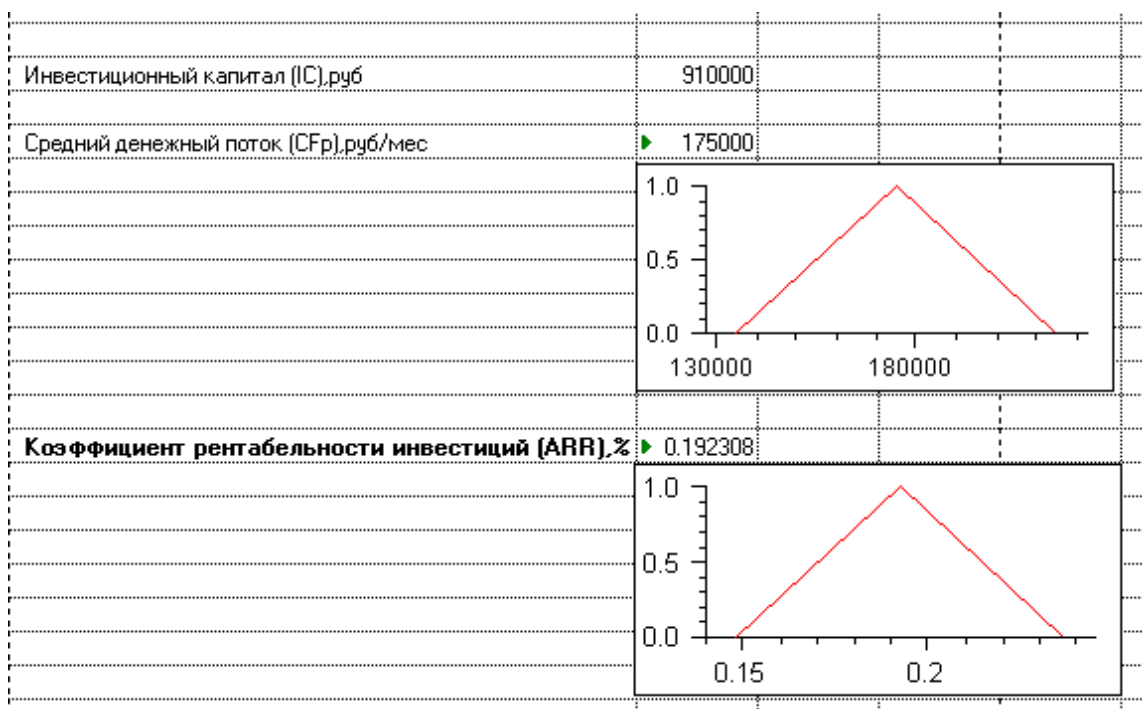 Инвестиционный капитал (IC),руб 910000
Средний денежный поток (CFp),руб/мес 175000
1.0
0.5
0.0
130000 180000
Коэффициент рентабельности инвестиций (ARR),% 0.192308
1.0
0.5
0.0
0.15 0.2